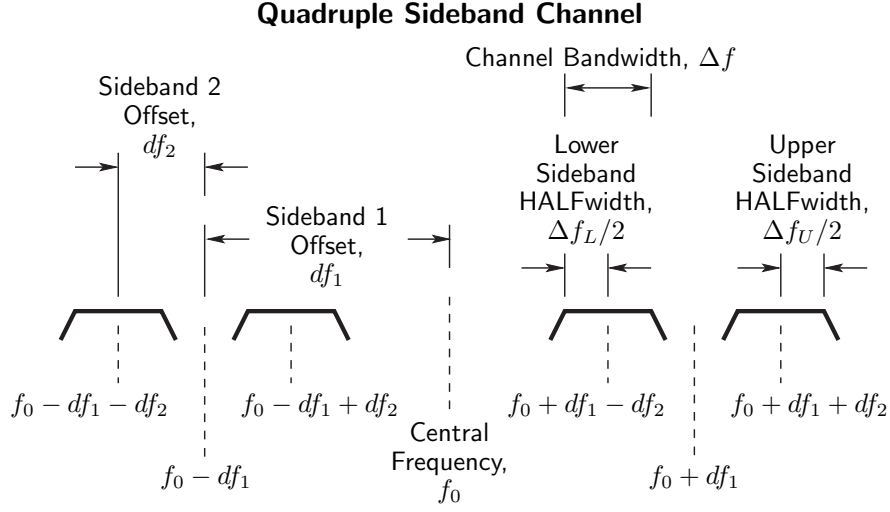 Quadruple Sideband Channel
Channel Bandwidth, Δf
Sideband 2
Offset,
df₂
Lower
Sideband
HALFwidth,
Δf_L/2
Upper
Sideband
HALFwidth,
Δf_U/2
Sideband 1
Offset,
df₁
f₀ − df₁ − df₂
f₀ − df₁ + df₂
f₀ + df₁ − df₂
f₀ + df₁ + df₂
Central
Frequency,
f₀
f₀ − df₁
f₀ + df₁